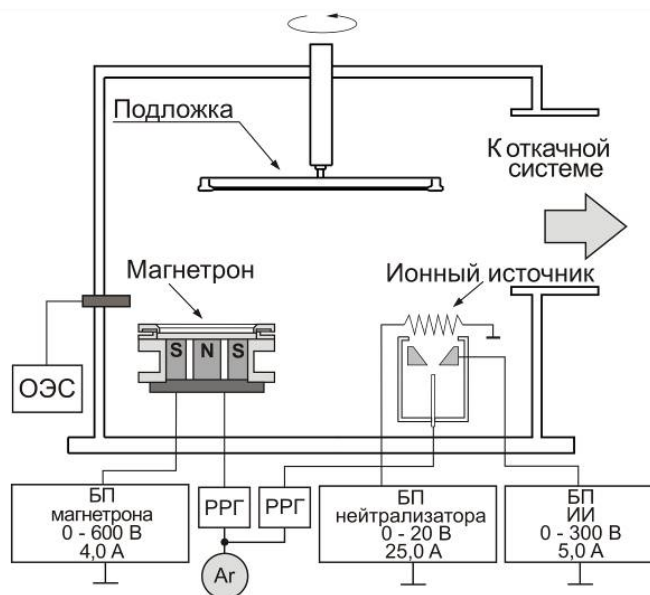 Подложка
К откачной
системе
Магнетрон
Ионный источник
S N S
ОЭС
БП
магнетрона
0 - 600 В
4,0 А
РРГ
РРГ
Ar
БП
нейтрализатора
0 - 20 В
25,0 А
БП
ИИ
0 - 300 В
5,0 А